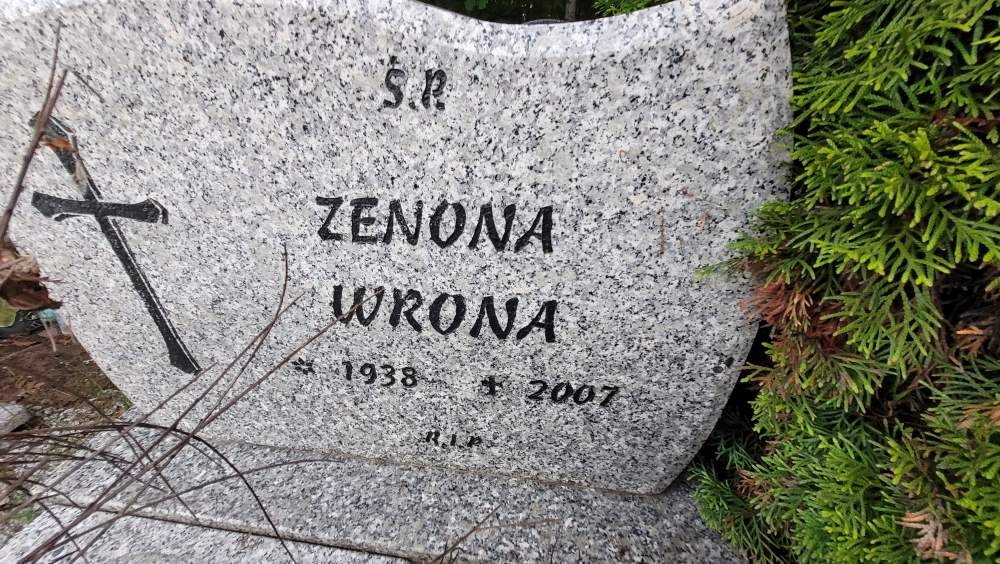 Ś.P.
ZENONA
WRONA
* 1938 + 2007
R.I.P.